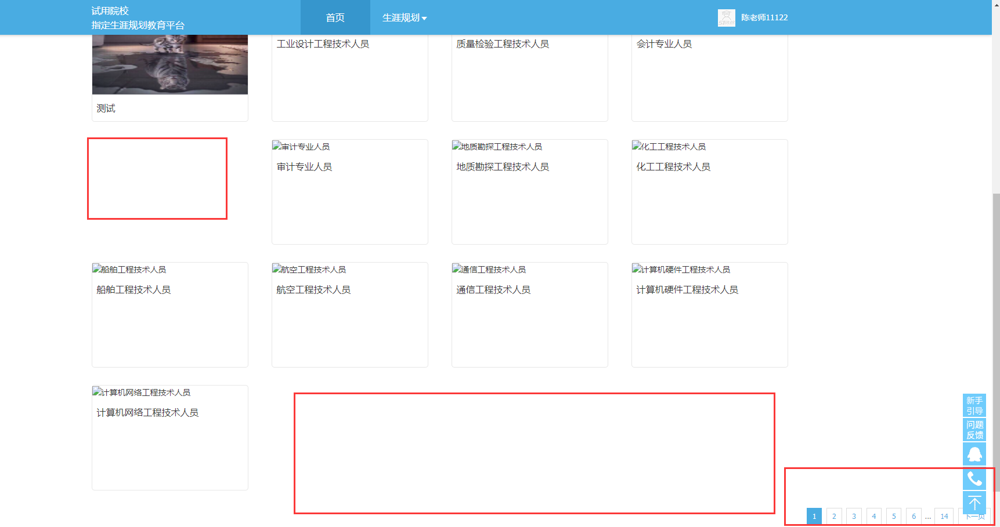 试用院校
指定生涯规划教育平台
首页
生涯规划
陈老师11122
工业设计工程技术人员
质量检验工程技术人员
会计专业人员
测试
审计专业人员
审计专业人员
地质勘探工程技术人员
地质勘探工程技术人员
化工工程技术人员
化工工程技术人员
船舶工程技术人员
船舶工程技术人员
航空工程技术人员
航空工程技术人员
通信工程技术人员
通信工程技术人员
计算机硬件工程技术人员
计算机硬件工程技术人员
计算机网络工程技术人员
计算机网络工程技术人员
新手
引导
问题
反馈
1 2 3 4 5 6 ... 14 下一页